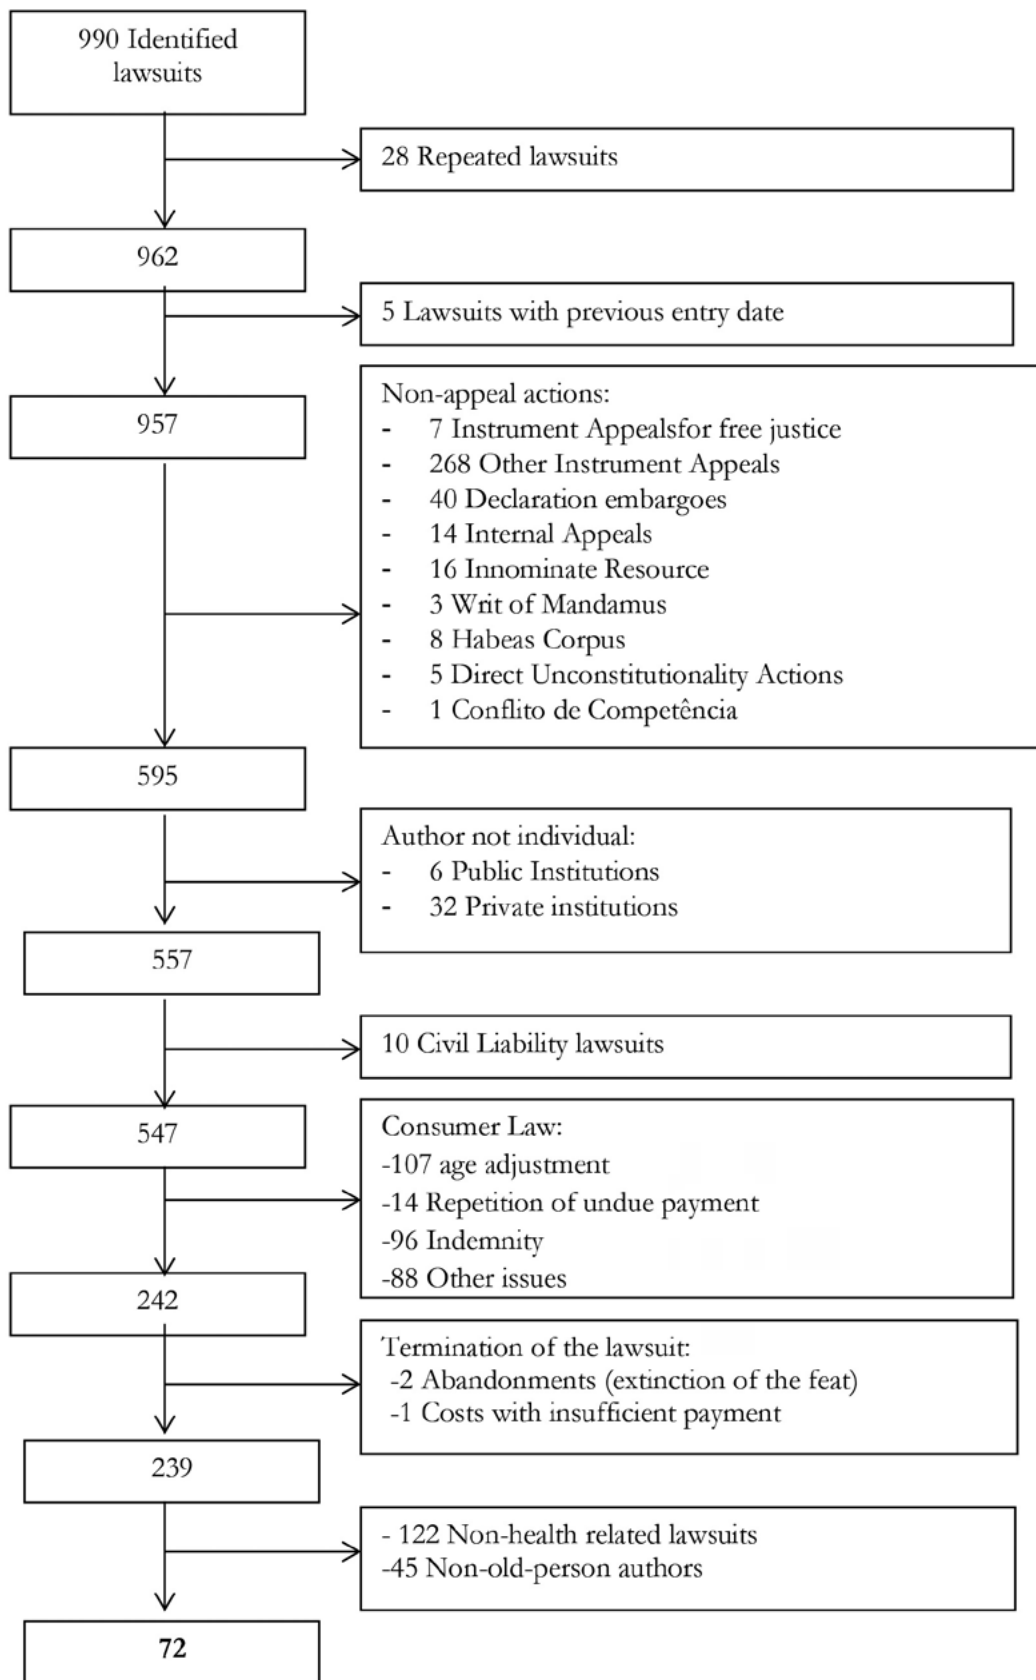 990 Identified
lawsuits
28 Repeated lawsuits
962
5 Lawsuits with previous entry date
957
Non-appeal actions:
- 7 Instrument Appealsfor free justice
- 268 Other Instrument Appeals
- 40 Declaration embargoes
- 14 Internal Appeals
- 16 Innominate Resource
- 3 Writ of Mandamus
- 8 Habeas Corpus
- 5 Direct Unconstitutionality Actions
- 1 Conflito de Competência
595
Author not individual:
- 6 Public Institutions
- 32 Private institutions
557
10 Civil Liability lawsuits
547
Consumer Law:
-107 age adjustment
-14 Repetition of undue payment
-96 Indemnity
-88 Other issues
242
Termination of the lawsuit:
-2 Abandonments (extinction of the feat)
-1 Costs with insufficient payment
239
- 122 Non-health related lawsuits
-45 Non-old-person authors
72